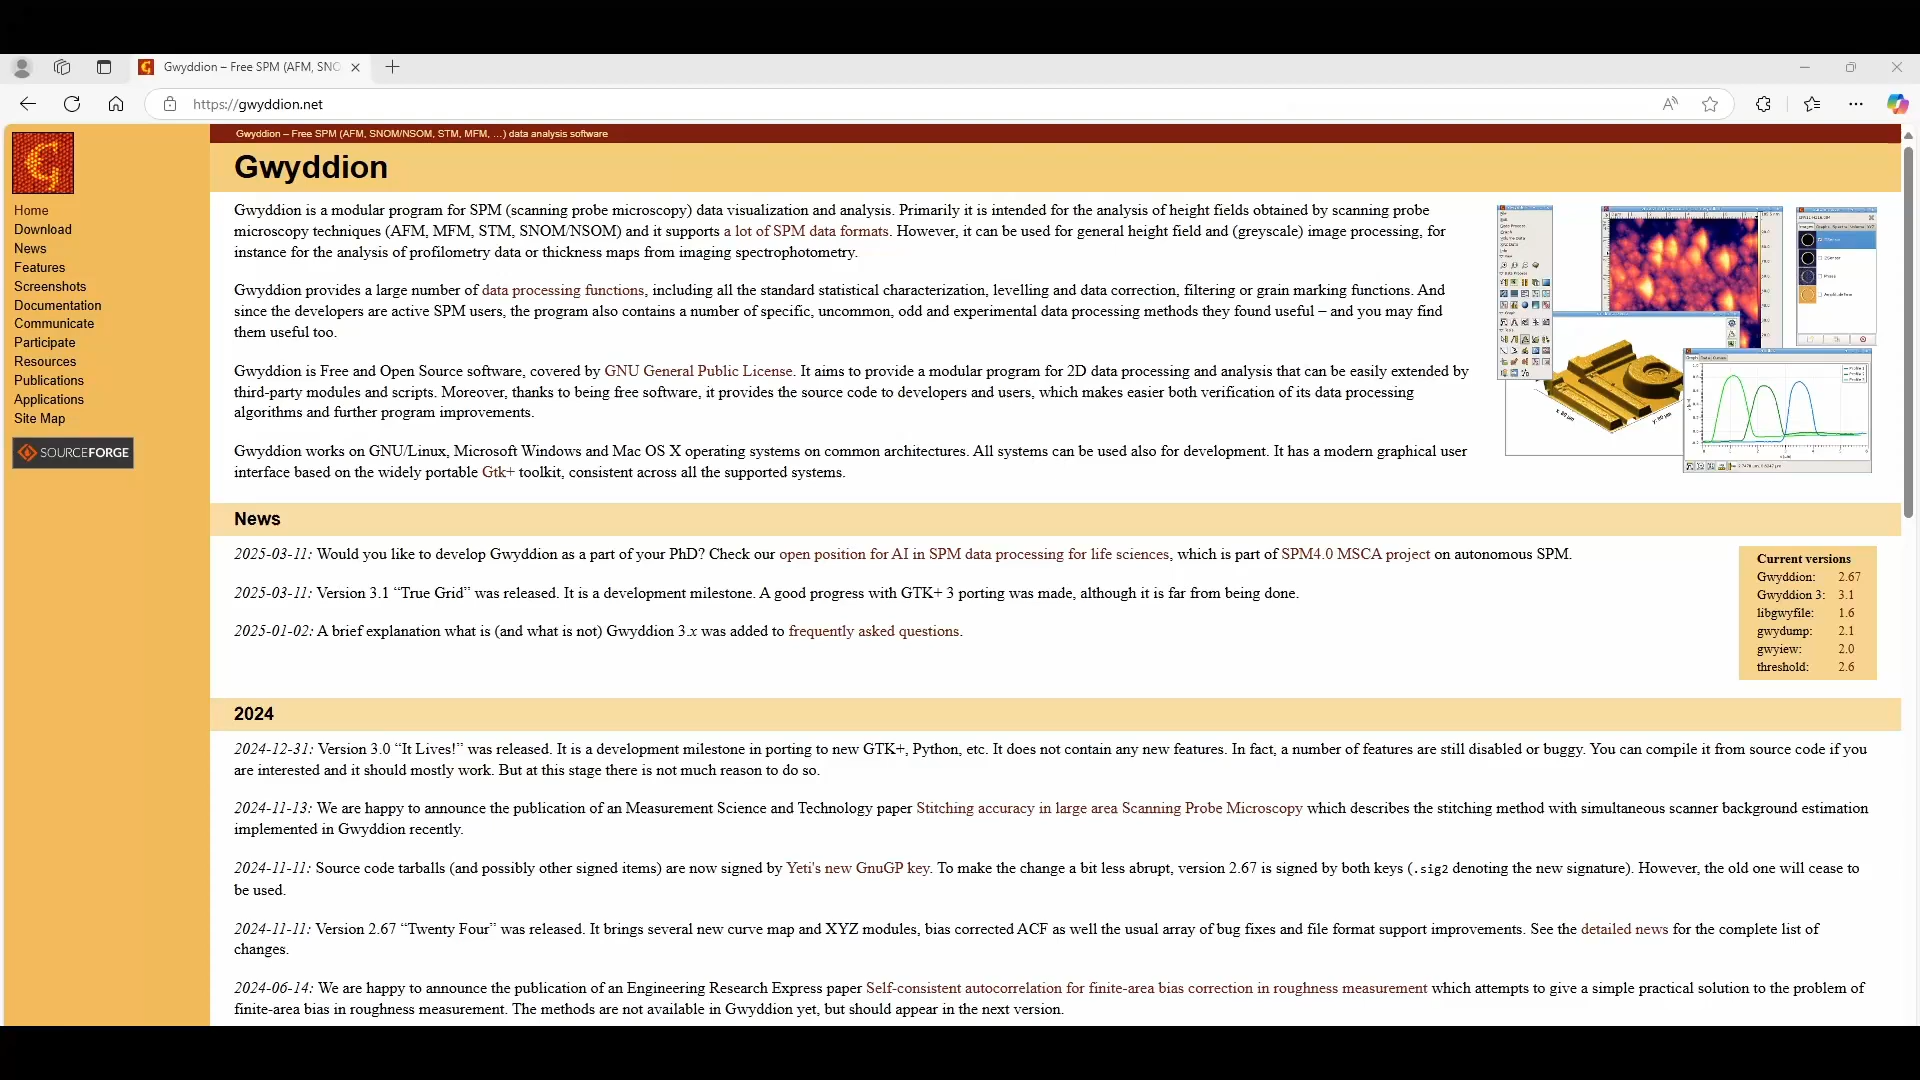 Gwyddion – Free SPM (AFM, SNO
https://gwyddion.net
Gwyddion – Free SPM (AFM, SNOM/NSOM, STM, MFM, …) data analysis software
Home
Download
News
Features
Screenshots
Documentation
Communicate
Participate
Resources
Publications
Applications
Site Map
SOURCEFORGE
Gwyddion
Gwyddion is a modular program for SPM (scanning probe microscopy) data visualization and analysis. Primarily it is intended for the analysis of height fields obtained by scanning probe
microscopy techniques (AFM, MFM, STM, SNOM/NSOM) and it supports a lot of SPM data formats. However, it can be used for general height field and (greyscale) image processing, for
instance for the analysis of profilometry data or thickness maps from imaging spectrophotometry.
Gwyddion provides a large number of data processing functions, including all the standard statistical characterization, levelling and data correction, filtering or grain marking functions. And
since the developers are active SPM users, the program also contains a number of specific, uncommon, odd and experimental data processing methods they found useful – and you may find
them useful too.
Gwyddion is Free and Open Source software, covered by GNU General Public License. It aims to provide a modular program for 2D data processing and analysis that can be easily extended by
third-party modules and scripts. Moreover, thanks to being free software, it provides the source code to developers and users, which makes easier both verification of its data processing
algorithms and further program improvements.
Gwyddion works on GNU/Linux, Microsoft Windows and Mac OS X operating systems on common architectures. All systems can be used also for development. It has a modern graphical user
interface based on the widely portable Gtk+ toolkit, consistent across all the supported systems.
News
2025-03-11: Would you like to develop Gwyddion as a part of your PhD? Check our open position for AI in SPM data processing for life sciences, which is part of SPM4.0 MSCA project on autonomous SPM.
2025-03-11: Version 3.1 “True Grid” was released. It is a development milestone. A good progress with GTK+ 3 porting was made, although it is far from being done.
2025-01-02: A brief explanation what is (and what is not) Gwyddion 3.x was added to frequently asked questions.
Current versions
Gwyddion: 2.67
Gwyddion 3: 3.1
libgwyfile: 1.6
gwydump: 2.1
gwyiew: 2.0
threshold: 2.6
2024
2024-12-31: Version 3.0 “It Lives!” was released. It is a development milestone in porting to new GTK+, Python, etc. It does not contain any new features. In fact, a number of features are still disabled or buggy. You can compile it from source code if you
are interested and it should mostly work. But at this stage there is not much reason to do so.
2024-11-13: We are happy to announce the publication of an Measurement Science and Technology paper Stitching accuracy in large area Scanning Probe Microscopy which describes the stitching method with simultaneous scanner background estimation
implemented in Gwyddion recently.
2024-11-11: Source code tarballs (and possibly other signed items) are now signed by Yeti's new GnuGP key. To make the change a bit less abrupt, version 2.67 is signed by both keys (.sig2 denoting the new signature). However, the old one will cease to
be used.
2024-11-11: Version 2.67 “Twenty Four” was released. It brings several new curve map and XYZ modules, bias corrected ACF as well the usual array of bug fixes and file format support improvements. See the detailed news for the complete list of
changes.
2024-06-14: We are happy to announce the publication of an Engineering Research Express paper Self-consistent autocorrelation for finite-area bias correction in roughness measurement which attempts to give a simple practical solution to the problem of
finite-area bias in roughness measurement. The methods are not available in Gwyddion yet, but should appear in the next version.